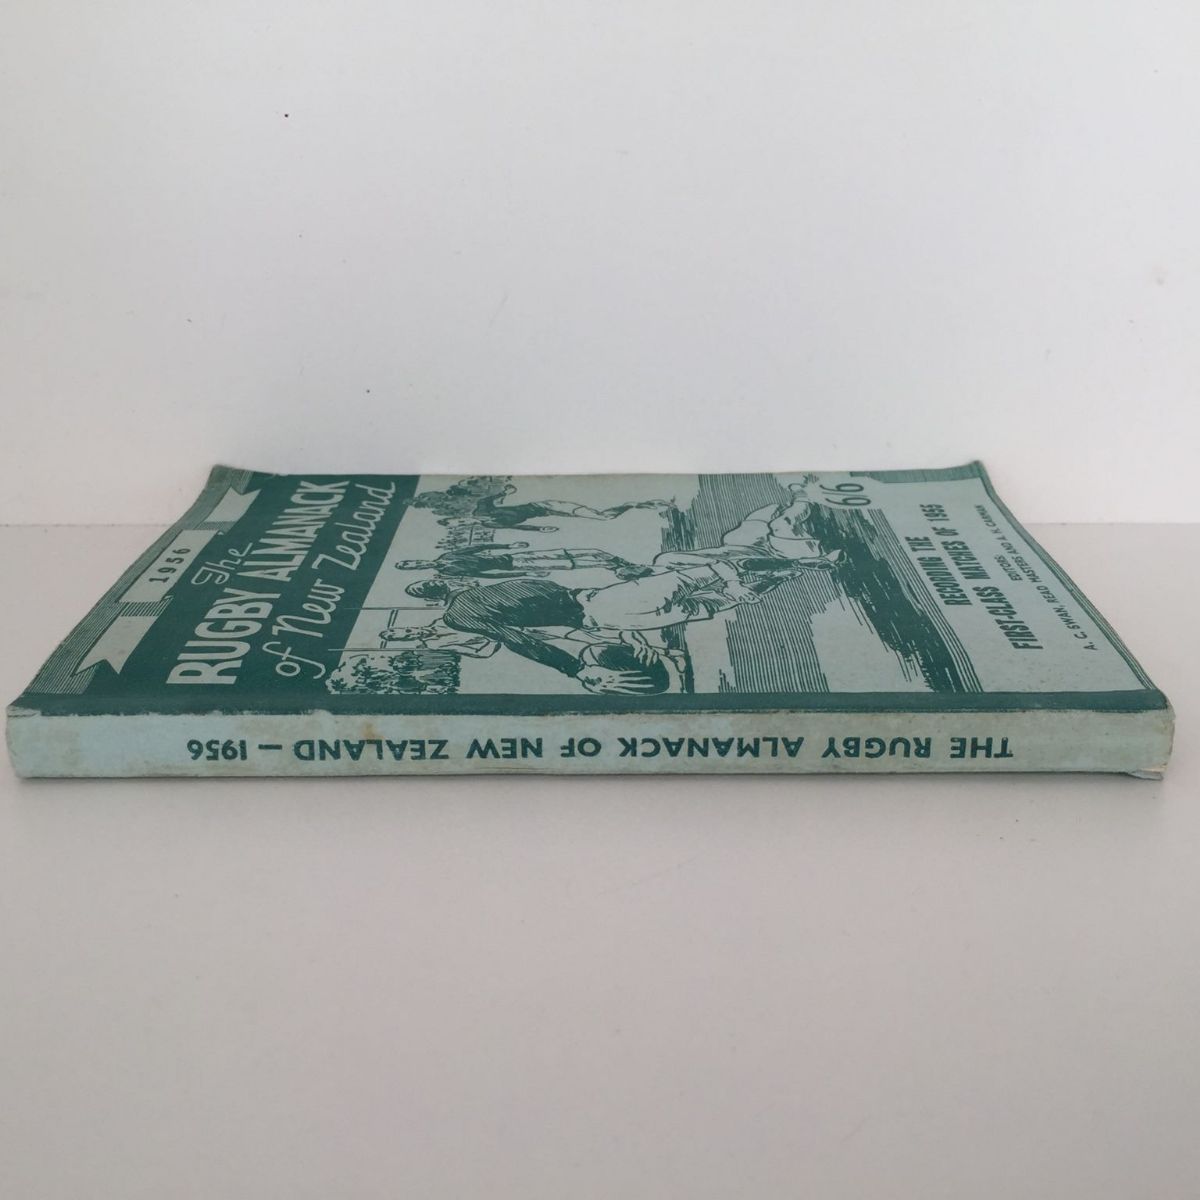 1956
The
RUGBY ALMANACK
of New Zealand
6/6
RECORDING THE
FIRST-CLASS MATCHES OF 1955
EDITORS:
A. C. SWAN, READ MASTERS AND A. H. CARMAN
THE RUGBY ALMANACK OF NEW ZEALAND — 1956